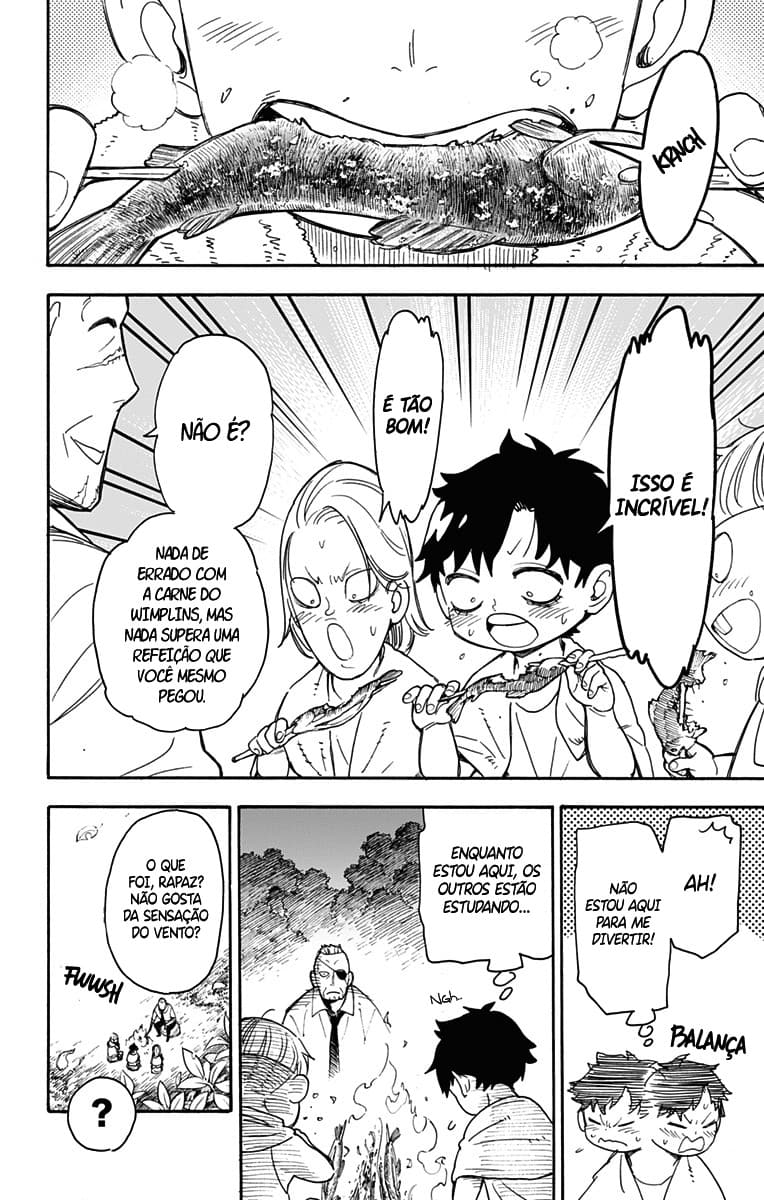 KRNCH
ISSO É
INCRÍVEL!
É TÃO
BOM!
NÃO É?
NADA DE
ERRADO COM
A CARNE DO
WIMPLINS, MAS
NADA SUPERA UMA
REFEIÇÃO QUE
VOCÊ MESMO
PEGOU.
AH!
NÃO
ESTOU AQUI
PARA ME
DIVERTIR!
BALANÇA
ENQUANTO
ESTOU AQUI, OS
OUTROS ESTÃO
ESTUDANDO...
NGH..
O QUE
FOI, RAPAZ?
NÃO GOSTA
DA SENSAÇÃO
DO VENTO?
FWWSH
?